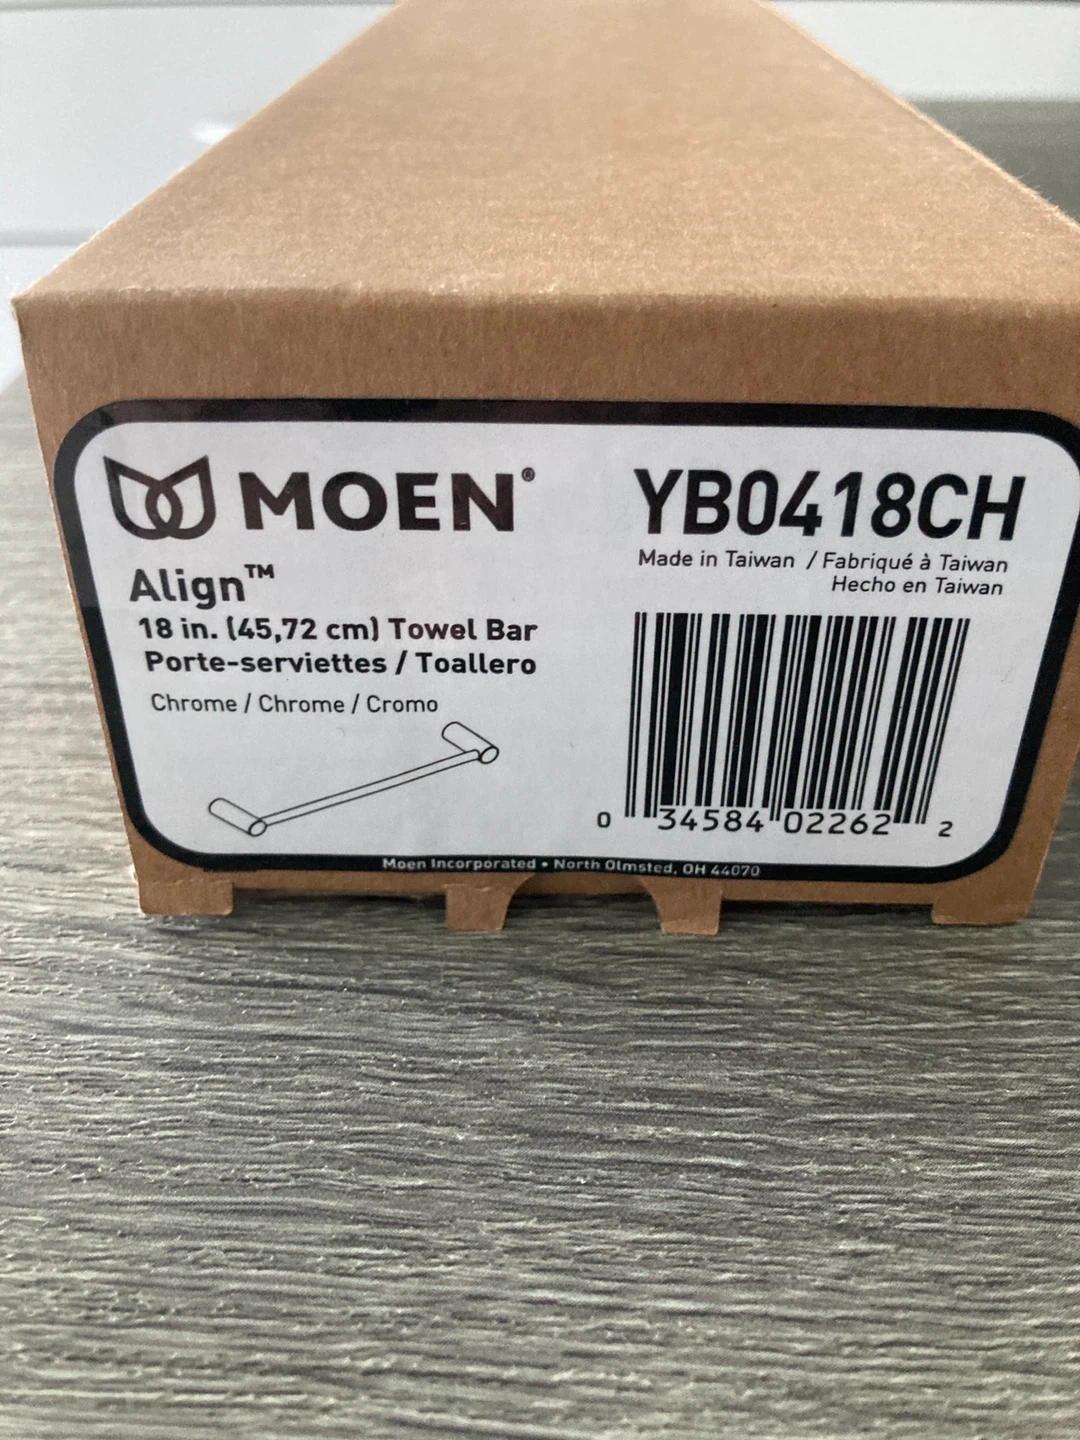 MOEN®
Align™
18 in. (45,72 cm) Towel Bar
Porte-serviettes / Toallero
Chrome / Chrome / Cromo
YB0418CH
Made in Taiwan / Fabriqué à Taiwan
Hecho en Taiwan
0 34584 02262 2
Moen Incorporated • North Olmsted, OH 44070